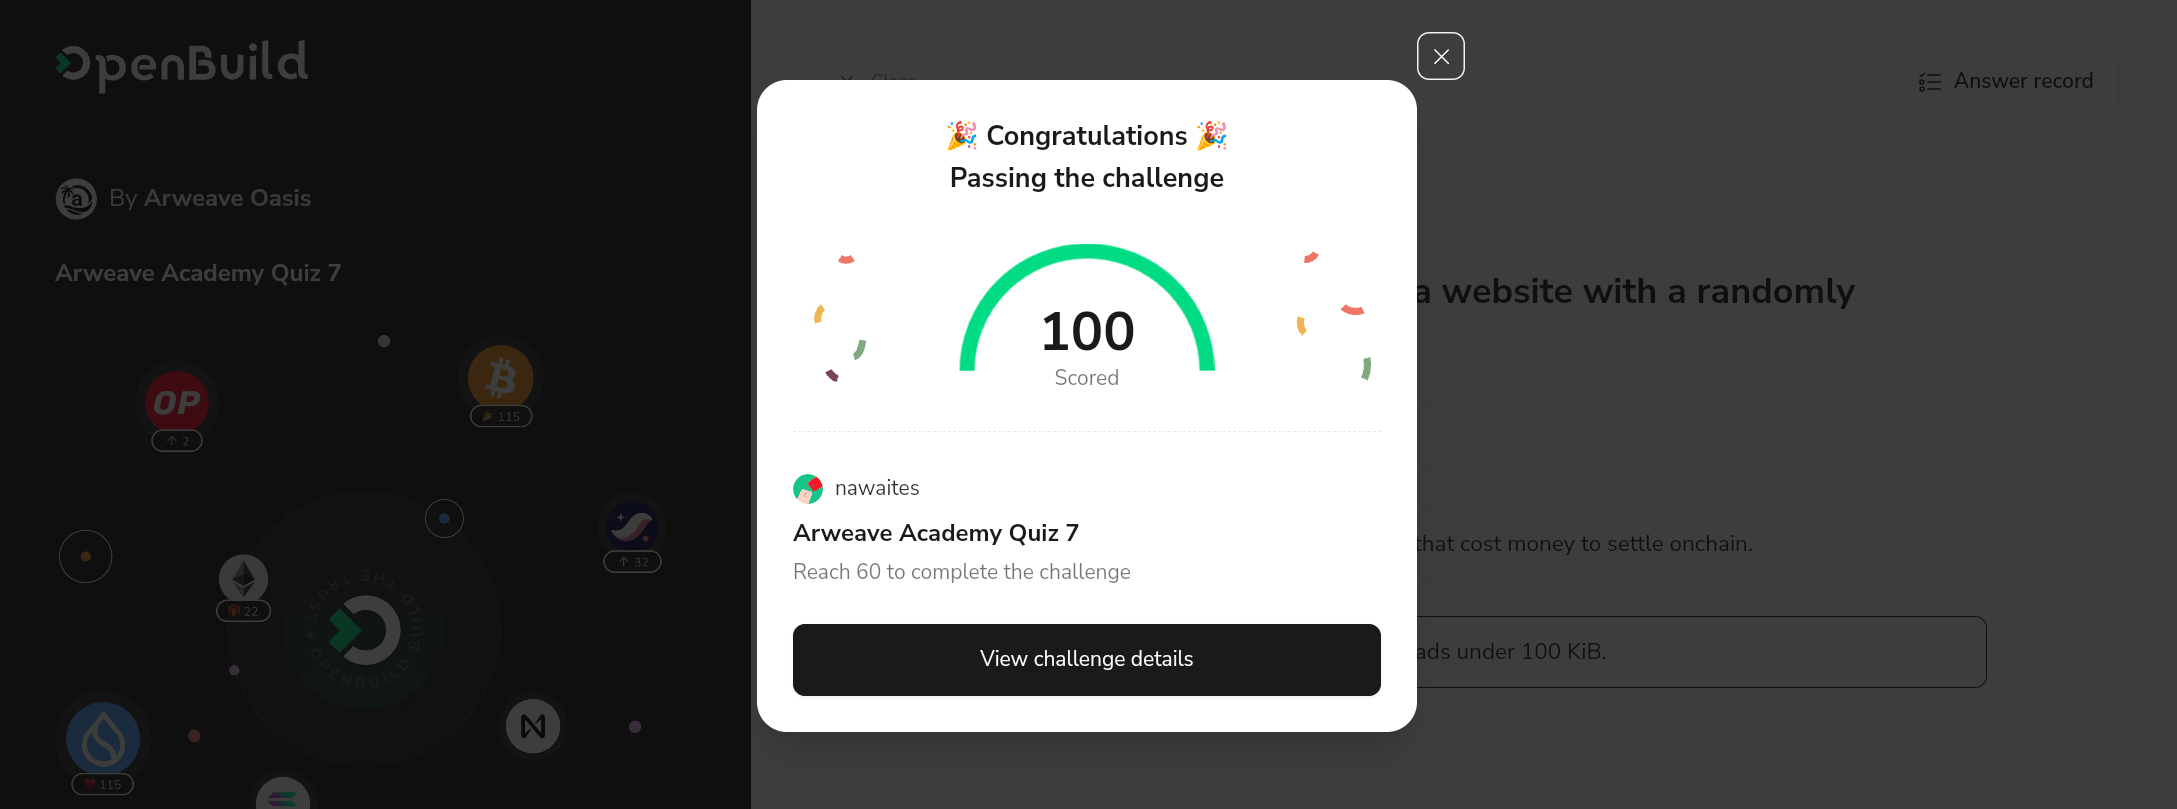 OpenBuild
By Arweave Oasis
Arweave Academy Quiz 7
OP
2
115
32
22
BUILD THE TRUST + OPENBUILD
115
Close
Answer record
🎉 Congratulations 🎉
Passing the challenge
100
Scored
nawaites
Arweave Academy Quiz 7
Reach 60 to complete the challenge
View challenge details
a website with a randomly
that cost money to settle onchain.
ads under 100 KiB.